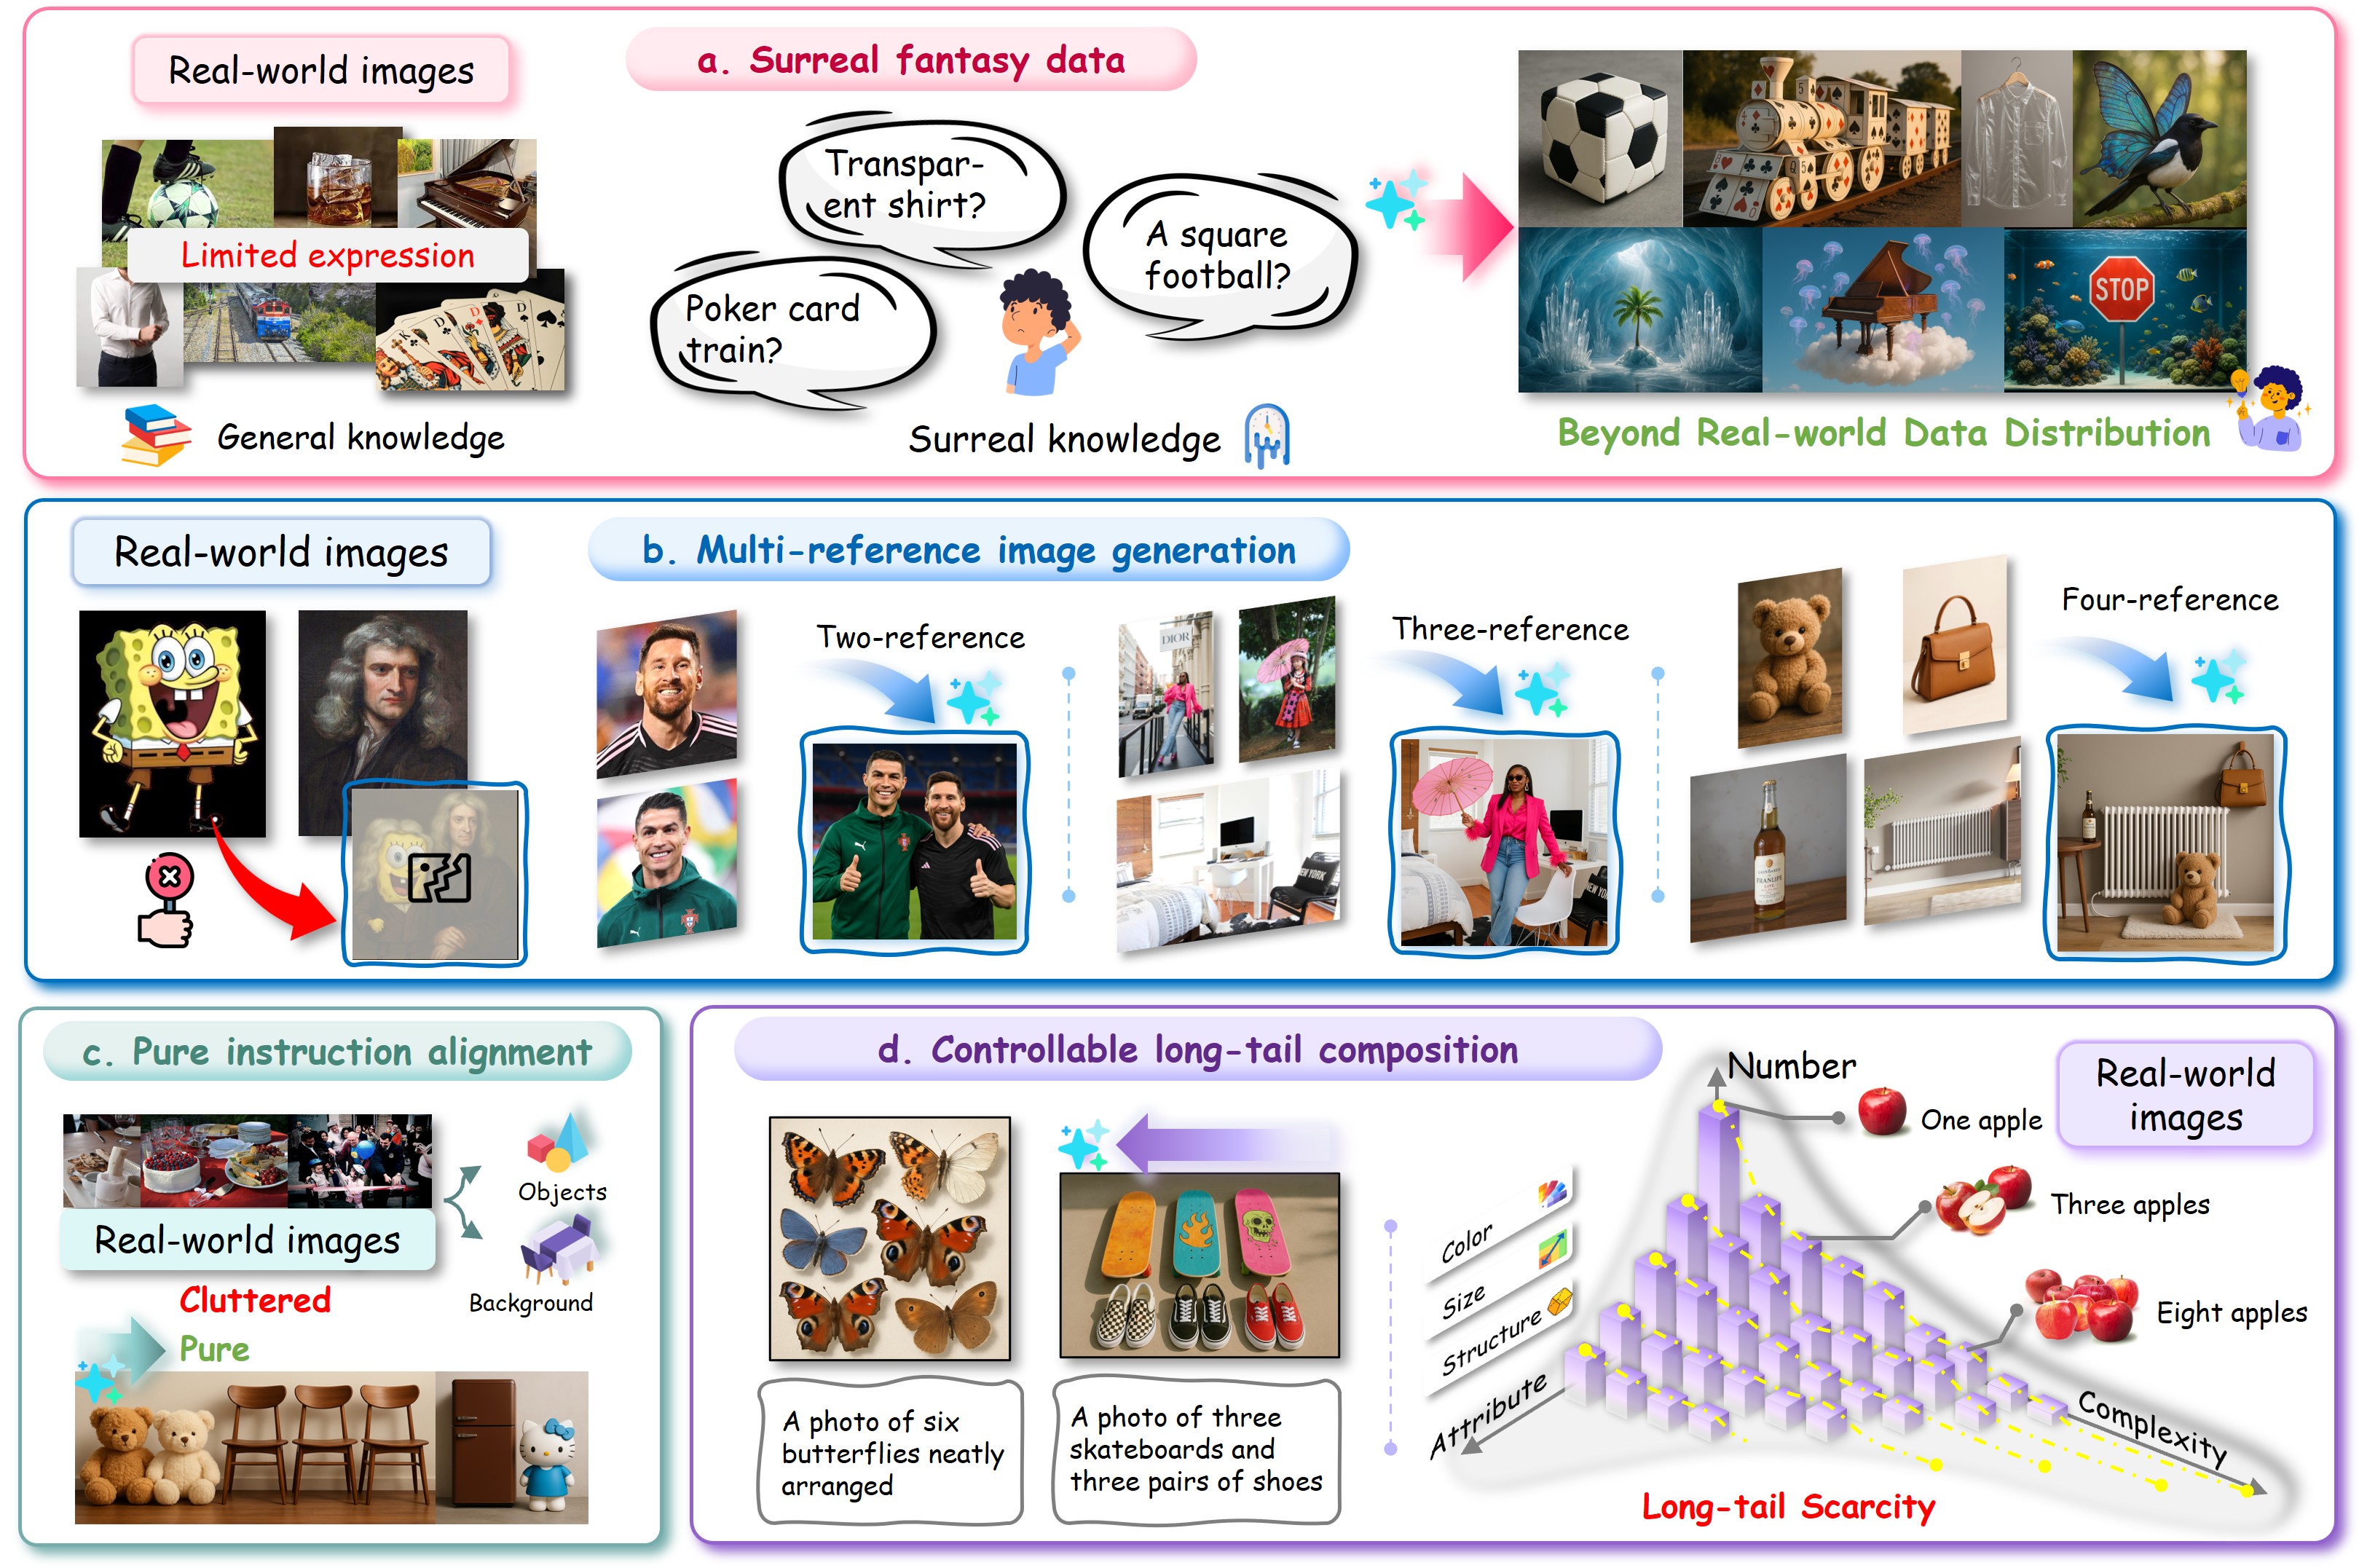 Real-world images
a. Surreal fantasy data
Limited expression
General knowledge
Transpar-
ent shirt?
A square
football?
Poker card
train?
Surreal knowledge
STOP
Beyond Real-world Data Distribution
Real-world images
b. Multi-reference image generation
Two-reference
DIOR
Three-reference
NEW YORK
Four-reference
c. Pure instruction alignment
Real-world images
Objects
Background
Cluttered
Pure
d. Controllable long-tail composition
A photo of six
butterflies neatly
arranged
A photo of three
skateboards and
three pairs of shoes
Color
Size
Structure
Attribute
Number
Complexity
One apple
Three apples
Eight apples
Real-world
images
Long-tail Scarcity